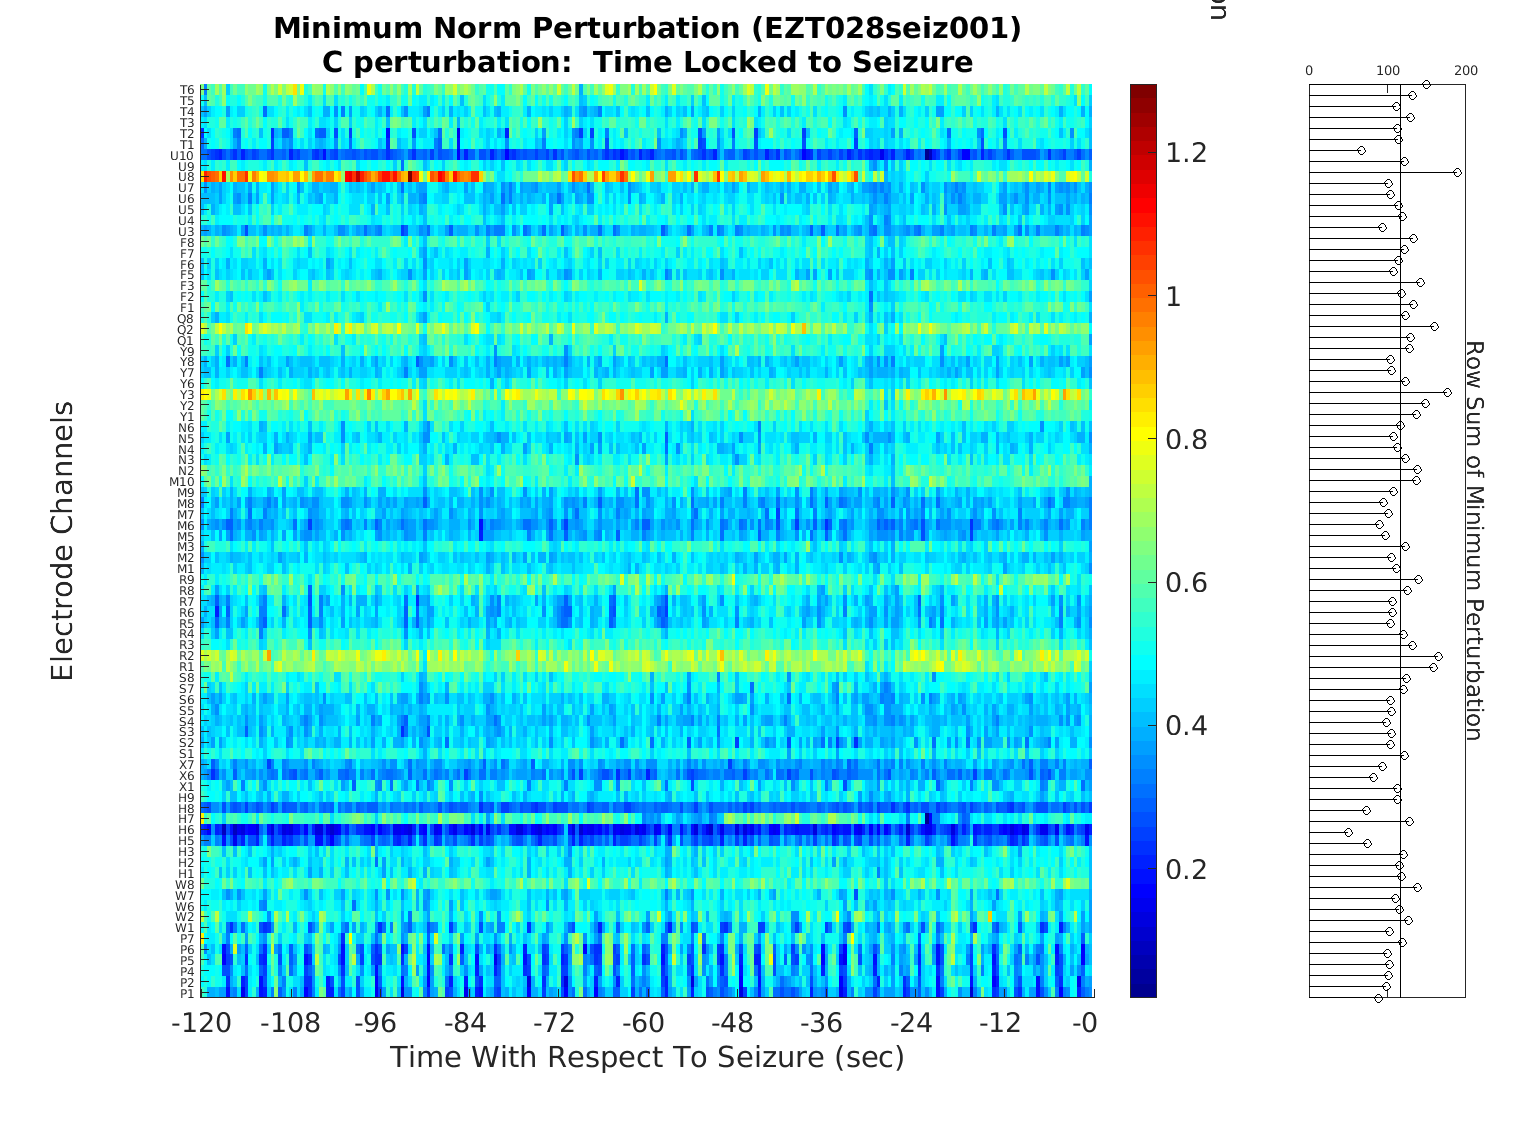 on
Minimum Norm Perturbation (EZT028seiz001)
C perturbation:  Time Locked to Seizure
Electrode Channels
T6
T5
T4
T3
T2
T1
U10
U9
U8
U7
U6
U5
U4
U3
F8
F7
F6
F5
F3
F2
F1
Q8
Q2
Q1
Y9
Y8
Y7
Y6
Y3
Y2
Y1
N6
N5
N4
N3
N2
M10
M9
M8
M7
M6
M5
M3
M2
M1
R9
R8
R7
R6
R5
R4
R3
R2
R1
S8
S7
S6
S5
S4
S3
S2
S1
X7
X6
X1
H9
H8
H7
H6
H5
H3
H2
H1
W8
W7
W6
W2
W1
P7
P6
P5
P4
P2
P1
-120 -108 -96 -84 -72 -60 -48 -36 -24 -12 -0
Time With Respect To Seizure (sec)
1.2
1
0.8
0.6
0.4
0.2
0 100 200
Row Sum of Minimum Perturbation